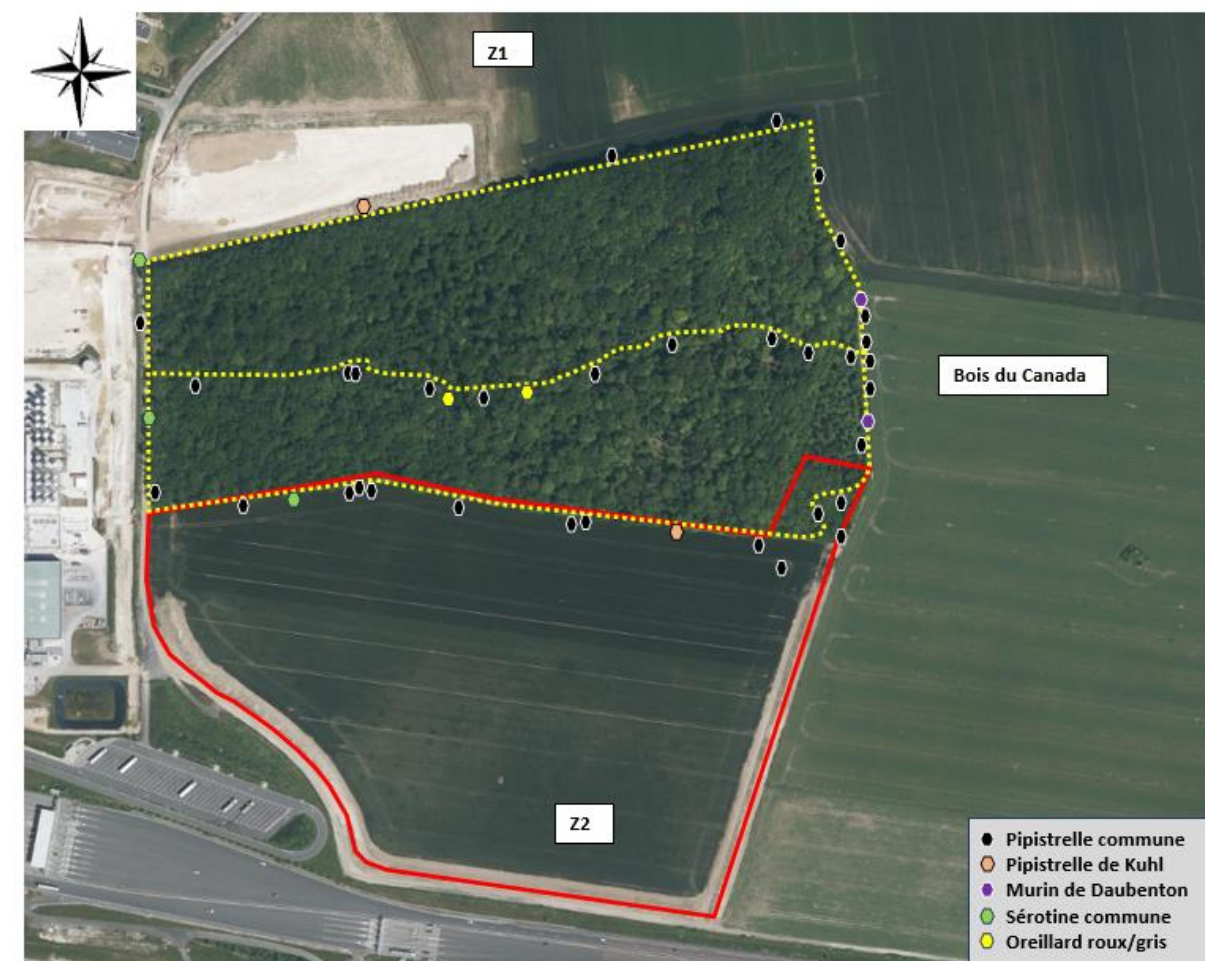 Z1
Bois du Canada
Z2
Pipistrelle commune
Pipistrelle de Kuhl
Murin de Daubenton
Sérotine commune
Oreillard roux/gris